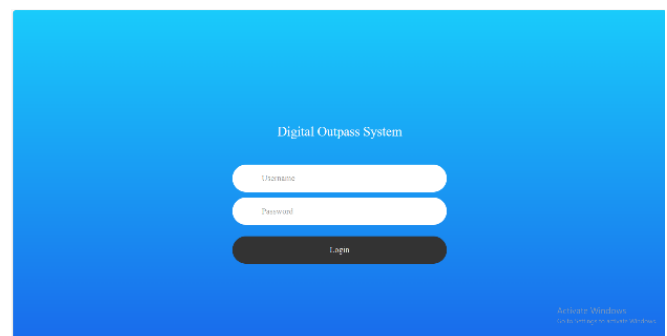 Digital Outpass System
Username
Password
Login
Activate Windows
Go to Settings to activate Windows.